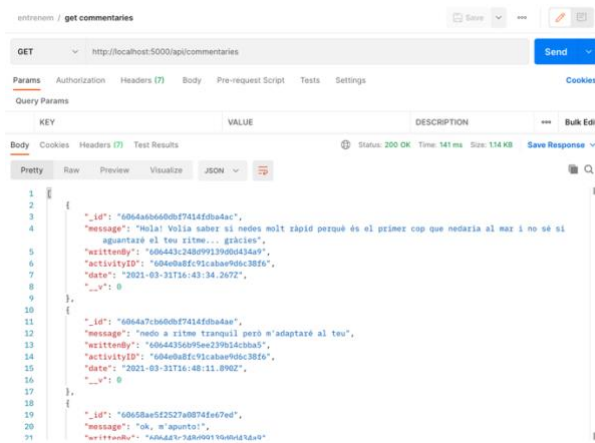 entrenem / get commentaries
Save
GET http://localhost:5000/api/commentaries Send
Params Authorization Headers (7) Body Pre-request Script Tests Settings Cookies
Query Params
KEY VALUE DESCRIPTION Bulk Edi
Body Cookies Headers (7) Test Results Status: 200 OK Time: 141 ms Size: 1.14 KB Save Response
Pretty Raw Preview Visualize JSON
1 [
2 {
3 "_id": "6064a6b660dbf7414fdba4ac",
4 "message": "Hola! Volia saber si nedes molt ràpid perquè és el primer cop que nedaria al mar i no sé si
aguantaré el teu ritme... gràcies",
5 "writtenBy": "606443c248d99139d0d434a9",
6 "activityID": "604e0a8fc91cabae9d6c38f6",
7 "date": "2021-03-31T16:43:34.267Z",
8 "__v": 0
9 },
10 {
11 "_id": "6064a7cb60dbf7414fdba4ae",
12 "message": "nedo a ritme tranquil però m'adaptaré al teu",
13 "writtenBy": "60644356b95ee239b14cbba5",
14 "activityID": "604e0a8fc91cabae9d6c38f6",
15 "date": "2021-03-31T16:48:11.890Z",
16 "__v": 0
17 },
18 {
19 "_id": "60658ae5f2527a0874fe67ed",
20 "message": "ok, m'apunto!",
21 "writtenBy": "606443c248d99139d0d434a9",